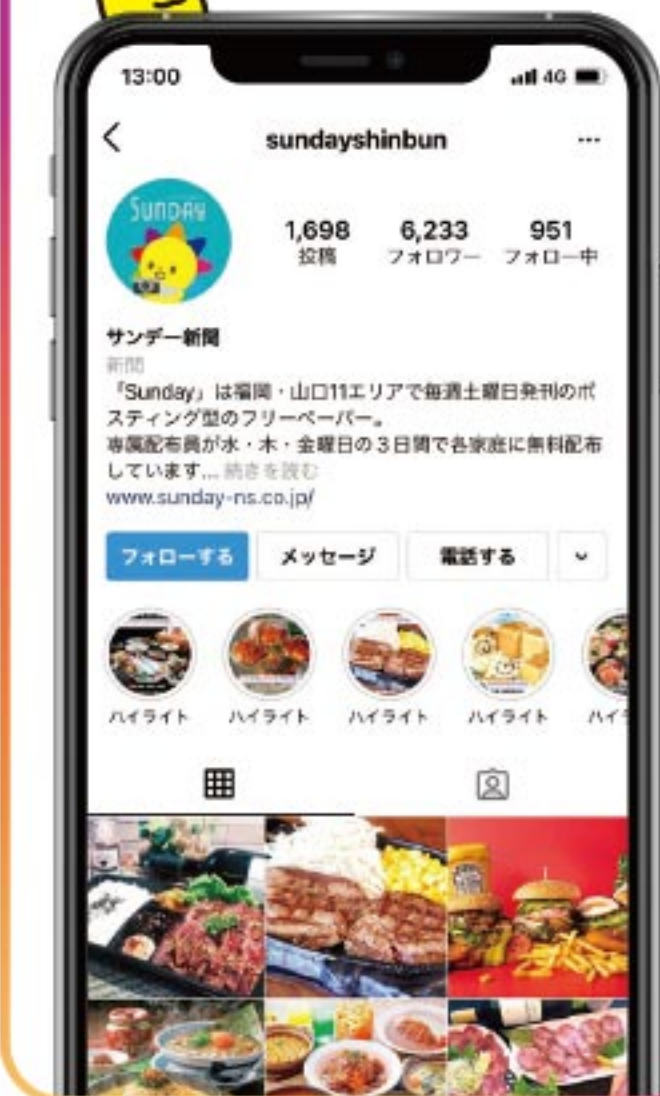 13:00
4G
sundayshinbun
SUNDAY
1,698
6,233
951
投稿
フォロワー
フォロー中
サンデー新聞
新聞
「Sunday」は福岡・山口11エリアで毎週土曜日発刊のポ
スティング型のフリーペーパー。
専属配布員が水・木・金曜日の3日間で各家庭に無料配布
しています... 続きを読む
www.sunday-ns.co.jp/
フォローする
メッセージ
電話する
ハイライト
ハイライト
ハイライト
ハイライト
ハイラ